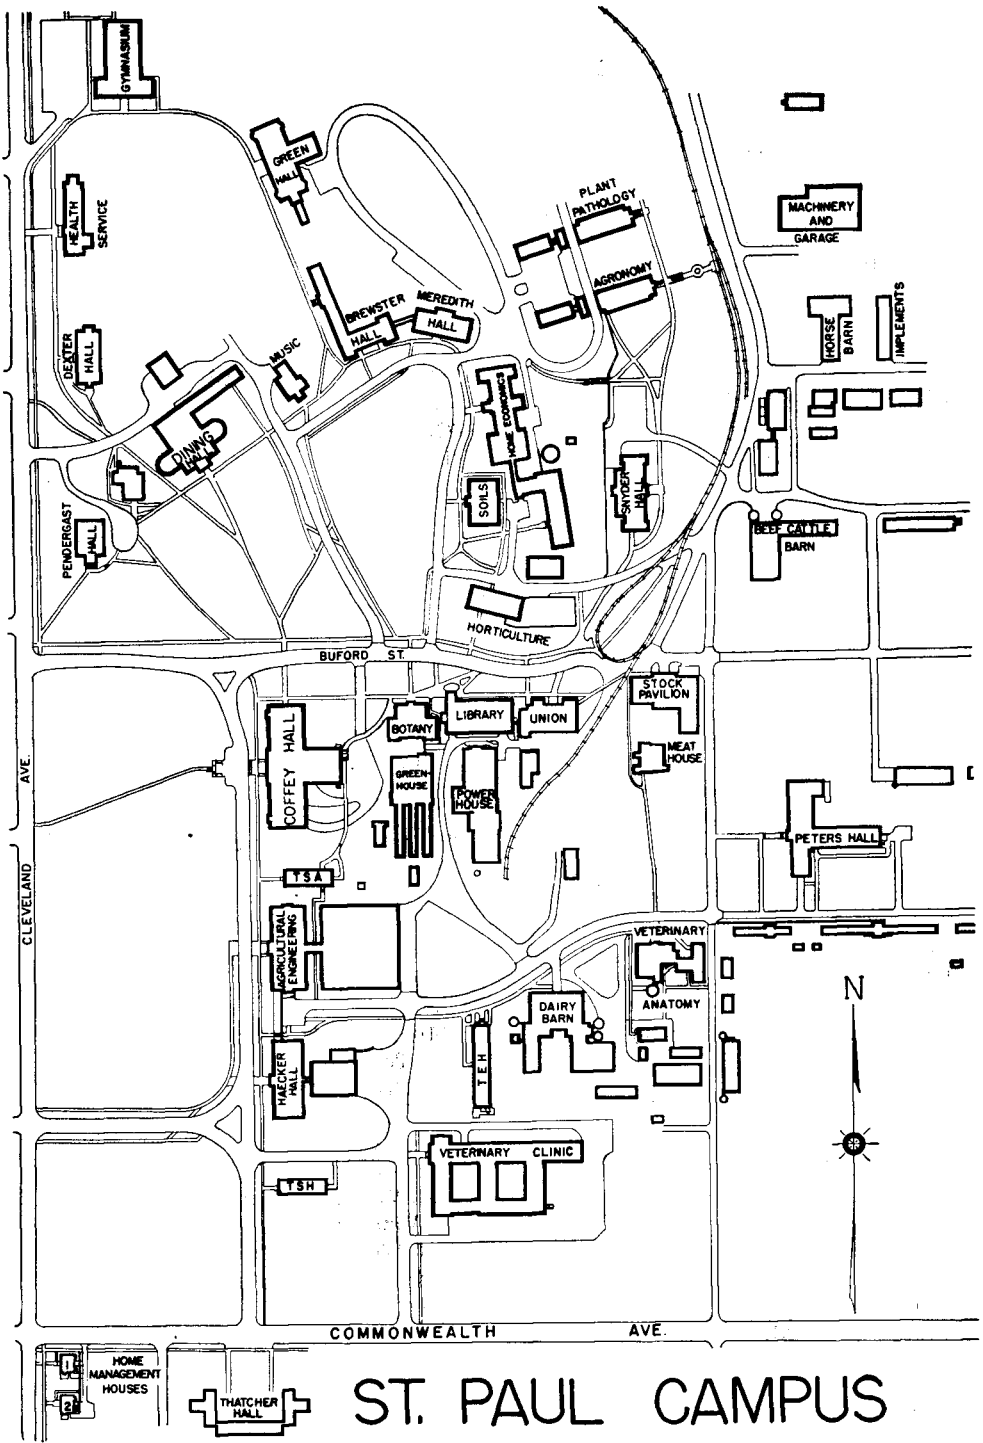 GYMNASIUM
GREEN
HALL
HEALTH
SERVICE
PLANT
PATHOLOGY
MACHINERY
AND
GARAGE
AGRONOMY
BREWSTER
HALL
MEREDITH
HALL
HORSE
BARN
IMPLEMENTS
DEXTER
HALL
MUSIC
DINING
HALL
HOME ECONOMICS
SOILS
SNYDER
HALL
PENDERGAST
HALL
BEEF CATTLE
BARN
HORTICULTURE
BUFORD ST.
STOCK
PAVILION
COFFEY HALL
BOTANY
LIBRARY
UNION
MEAT
HOUSE
GREEN-
HOUSE
POWER
HOUSE
CLEVELAND AVE.
PETERS HALL
TSA
AGRICULTURAL
ENGINEERING
VETERINARY
ANATOMY
N
DAIRY
BARN
TEH
HAECKER
HALL
VETERINARY CLINIC
TSH
COMMONWEALTH AVE.
1
2
HOME
MANAGEMENT
HOUSES
THATCHER
HALL
ST. PAUL CAMPUS